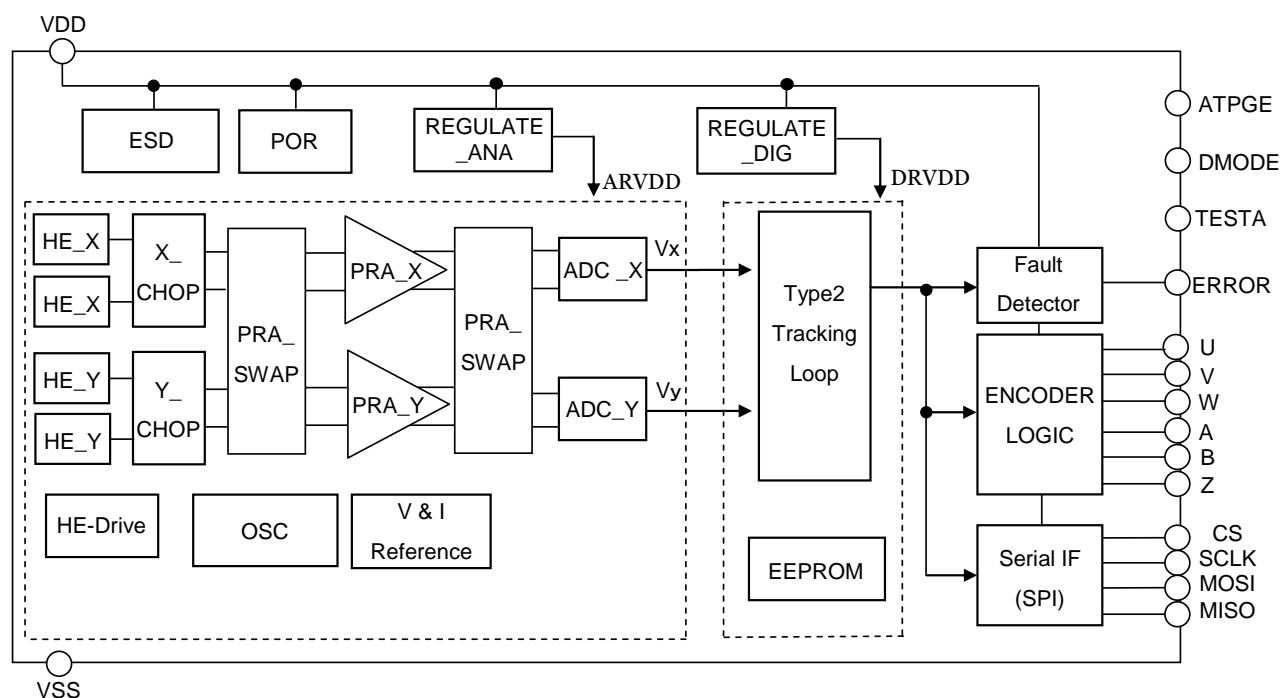 VDD
ESD
POR
REGULATE
_ANA
REGULATE
_DIG
ARVDD
DRVDD
ATPGE
DMODE
TESTA
ERROR
HE_X
HE_X
X_
CHOP
PRA_
SWAP
PRA_X
PRA_
SWAP
ADC _X
Vx
HE_Y
HE_Y
Y_
CHOP
PRA_Y
ADC_Y
Vy
Type2
Tracking
Loop
Fault
Detector
ENCODER
LOGIC
U
V
W
A
B
Z
HE-Drive
OSC
V & I
Reference
EEPROM
Serial IF
(SPI)
CS
SCLK
MOSI
MISO
VSS